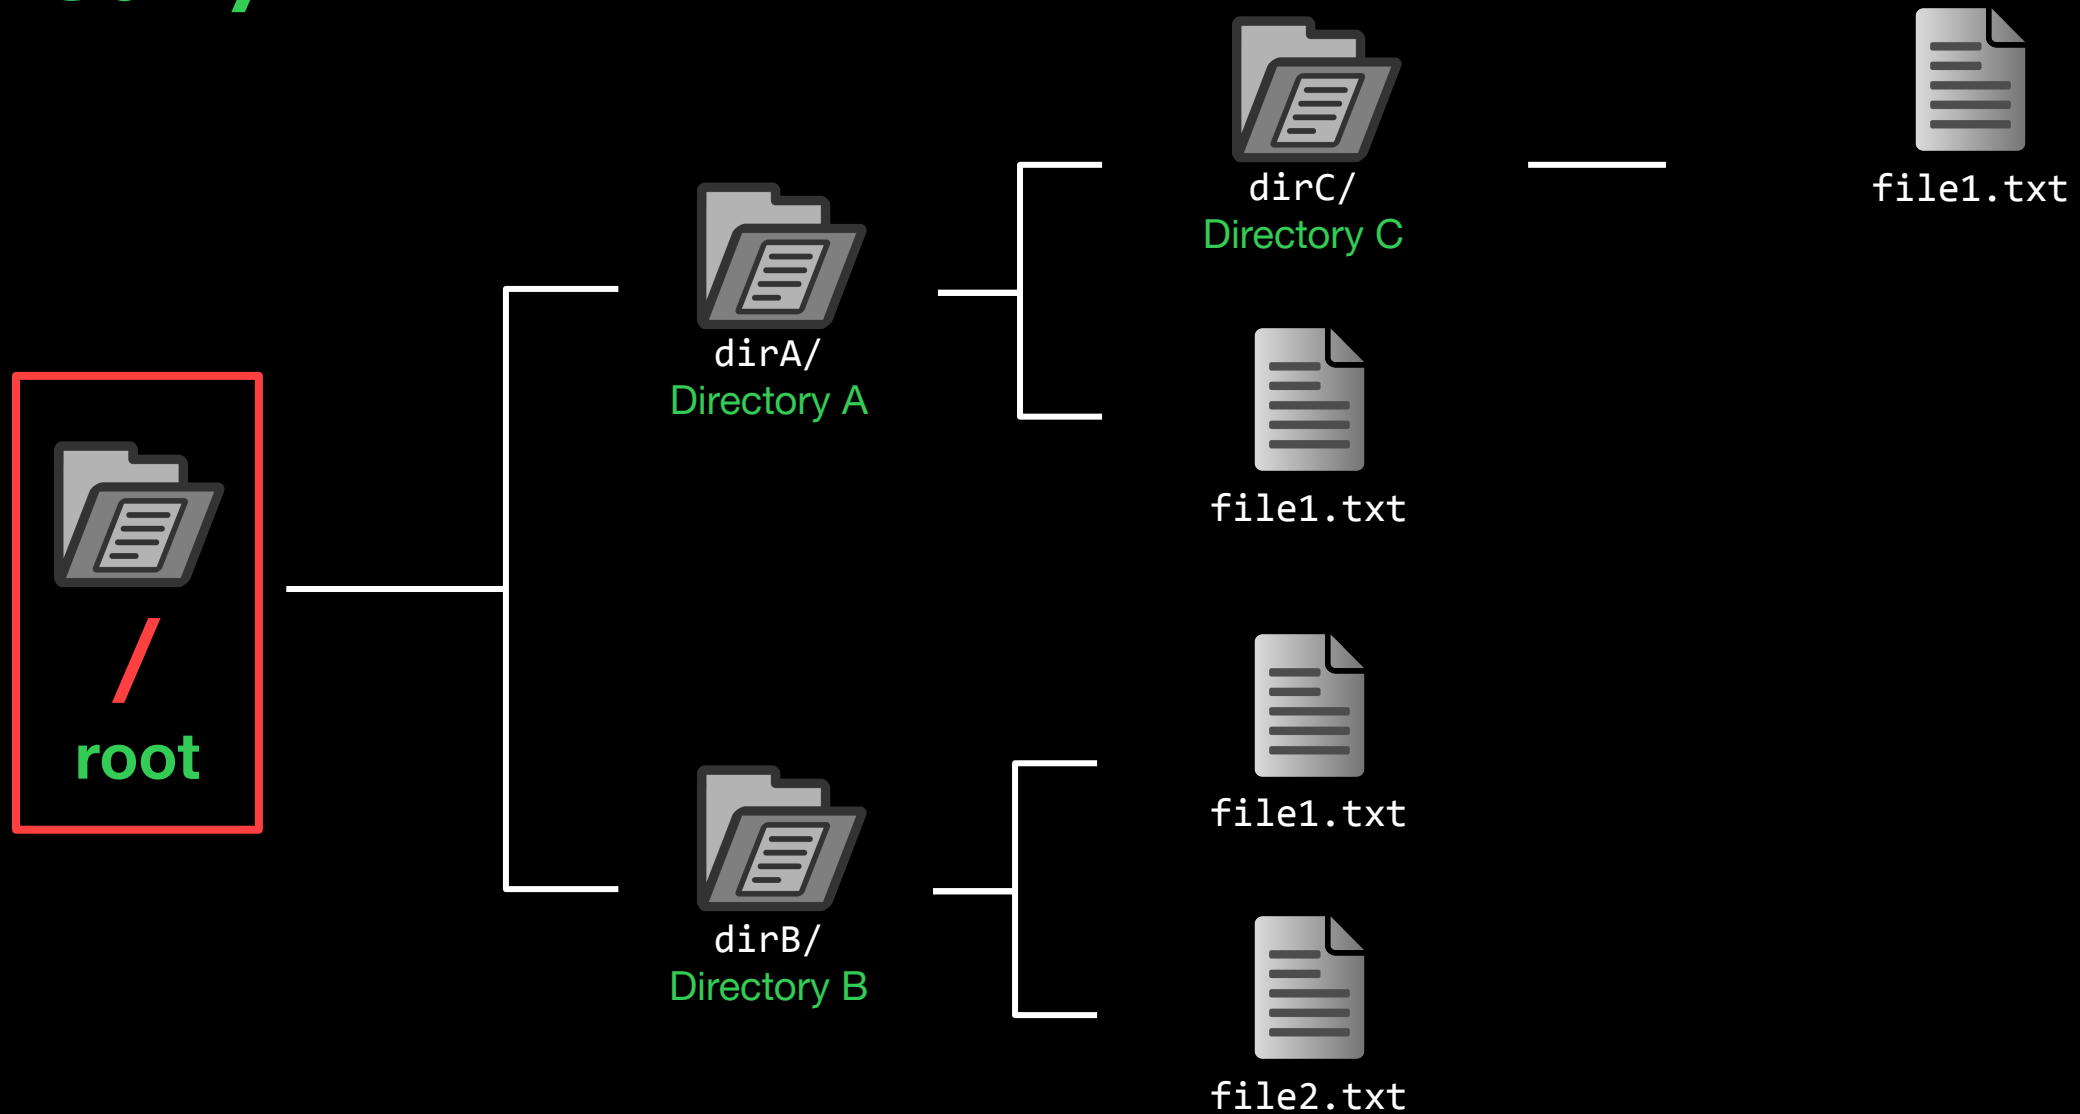 /
root
dirA/
Directory A
dirB/
Directory B
dirC/
Directory C
file1.txt
file1.txt
file1.txt
file2.txt